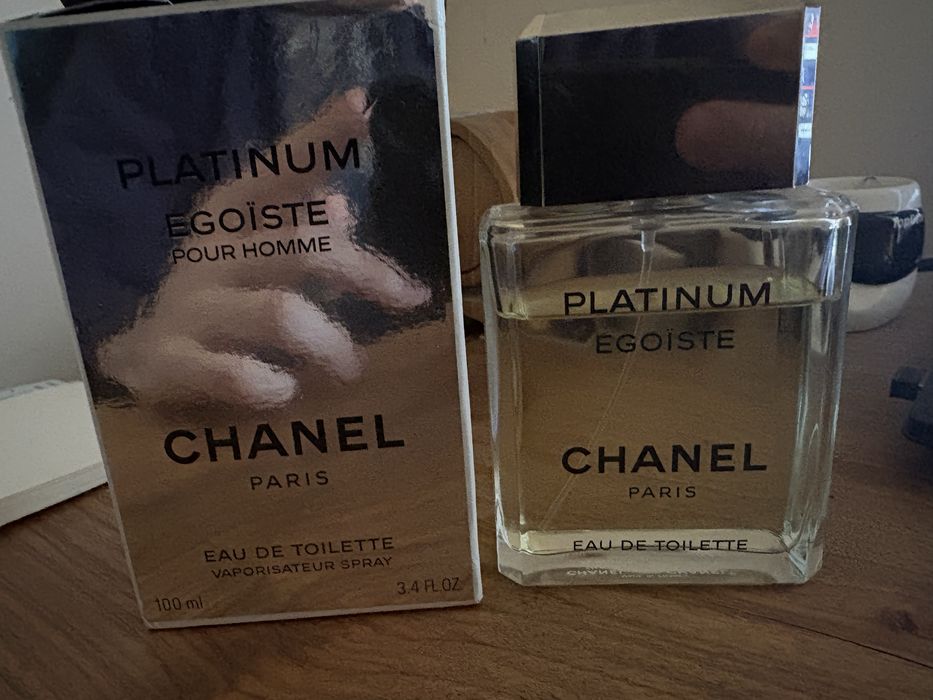 PLATINUM
EGOÏSTE
POUR HOMME
CHANEL
PARIS
EAU DE TOILETTE
VAPORISATEUR SPRAY
100 ml
3.4 FL.OZ.
PLATINUM
EGOÏSTE
CHANEL
PARIS
EAU DE TOILETTE